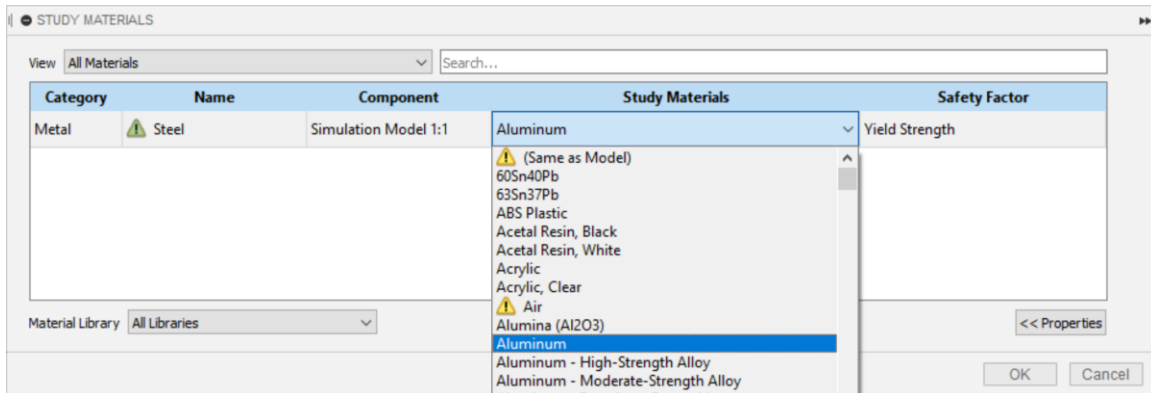 STUDY MATERIALS
View All Materials Search...
Category Name Component Study Materials Safety Factor
Metal Steel Simulation Model 1:1 Aluminum Yield Strength
(Same as Model)
60Sn40Pb
63Sn37Pb
ABS Plastic
Acetal Resin, Black
Acetal Resin, White
Acrylic
Acrylic, Clear
Air
Alumina (Al2O3)
Aluminum
Aluminum - High-Strength Alloy
Aluminum - Moderate-Strength Alloy
Material Library All Libraries << Properties
OK Cancel